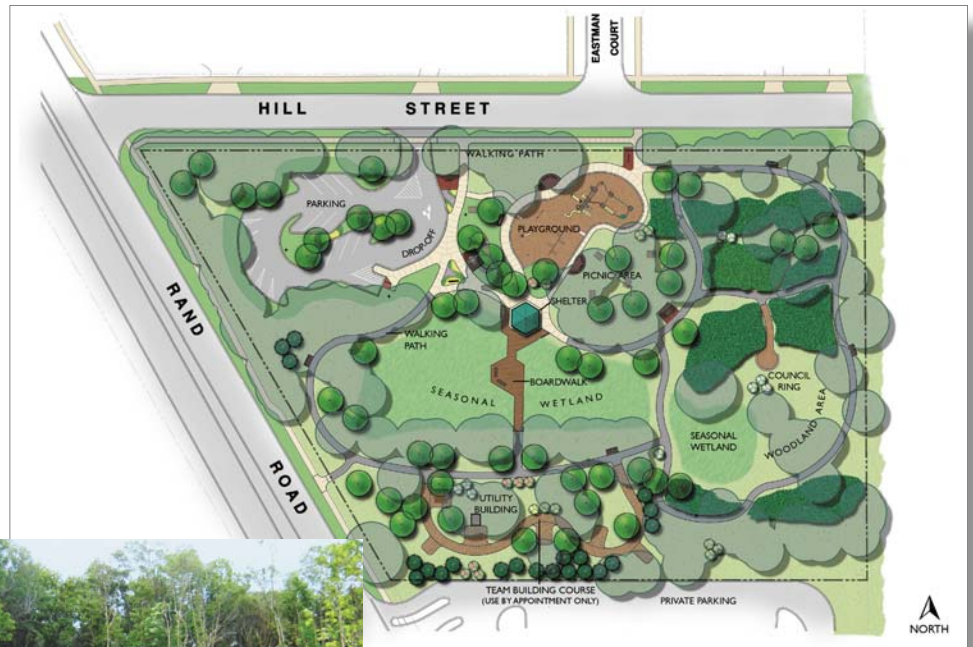 EASTMAN
COURT
HILL STREET
WALKING PATH
PARKING
PLAYGROUND
DROP-OFF
PICNIC AREA
SHELTER
RAND
ROAD
WALKING
PATH
BOARDWALK
SEASONAL WETLAND
COUNCIL
RING
WOODLAND AREA
SEASONAL
WETLAND
UTILITY
BUILDING
TEAM BUILDING COURSE
(USE BY APPOINTMENT ONLY)
PRIVATE PARKING
NORTH